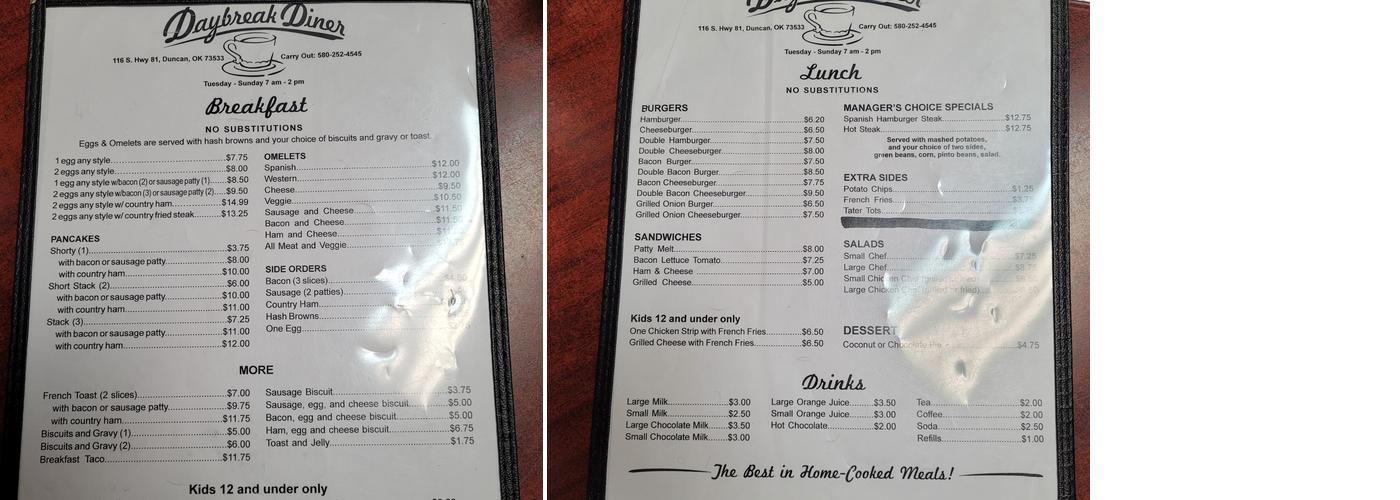 Daybreak Diner
116 S. Hwy 81, Duncan, OK 73533 Carry Out: 580-252-4545
Tuesday - Sunday 7 am - 2 pm
Breakfast
NO SUBSTITUTIONS
Eggs & Omelets are served with hash browns and your choice of biscuits and gravy or toast.
1 egg any style $7.75
2 eggs any style $8.00
1 egg any style w/bacon (2) or sausage patty (1) $8.50
2 eggs any style w/bacon (3) or sausage patty (2) $9.50
2 eggs any style w/ country ham $14.99
2 eggs any style w/ country fried steak $13.25
PANCAKES
Shorty (1) $3.75
with bacon or sausage patty $8.00
with country ham $10.00
Short Stack (2) $6.00
with bacon or sausage patty $10.00
with country ham $11.00
Stack (3) $7.25
with bacon or sausage patty $11.00
with country ham $12.00
OMELETS
Spanish $12.00
Western $12.00
Cheese $9.50
Veggie $10.50
Sausage and Cheese $11.50
Bacon and Cheese
Ham and Cheese
All Meat and Veggie
SIDE ORDERS
Bacon (3 slices)
Sausage (2 patties)
Country Ham
Hash Browns
One Egg
MORE
French Toast (2 slices) $7.00
with bacon or sausage patty $9.75
with country ham $11.75
Biscuits and Gravy (1) $5.00
Biscuits and Gravy (2) $6.00
Breakfast Taco $11.75
Sausage Biscuit $3.75
Sausage, egg, and cheese biscuit $5.00
Bacon, egg and cheese biscuit $5.00
Ham, egg and cheese biscuit $6.75
Toast and Jelly $1.75
Kids 12 and under only
116 S. Hwy 81, Duncan, OK 73533 Carry Out: 580-252-4545
Tuesday - Sunday 7 am - 2 pm
Lunch
NO SUBSTITUTIONS
BURGERS
Hamburger $6.20
Cheeseburger $6.50
Double Hamburger $7.50
Double Cheeseburger $8.00
Bacon Burger $7.50
Double Bacon Burger $8.50
Bacon Cheeseburger $7.75
Double Bacon Cheeseburger $9.50
Grilled Onion Burger $6.50
Grilled Onion Cheeseburger $7.50
SANDWICHES
Patty Melt $8.00
Bacon Lettuce Tomato $7.25
Ham & Cheese $7.00
Grilled Cheese $5.00
Kids 12 and under only
One Chicken Strip with French Fries $6.50
Grilled Cheese with French Fries $6.50
MANAGER'S CHOICE SPECIALS
Spanish Hamburger Steak $12.75
Hot Steak $12.75
Served with mashed potatoes,
and your choice of two sides,
green beans, corn, pinto beans, salad.
EXTRA SIDES
Potato Chips $1.25
French Fries
Tater Tots
SALADS
Small Chef $7.25
Large Chef
Small Chicken Chef (grilled or fried)
Large Chicken Chef (grilled or fried)
DESSERT
Coconut or Chocolate Pie $4.75
Drinks
Large Milk $3.00
Small Milk $2.50
Large Chocolate Milk $3.50
Small Chocolate Milk $3.00
Large Orange Juice $3.50
Small Orange Juice $3.00
Hot Chocolate $2.00
Tea $2.00
Coffee $2.00
Soda $2.50
Refills $1.00
The Best in Home-Cooked Meals!